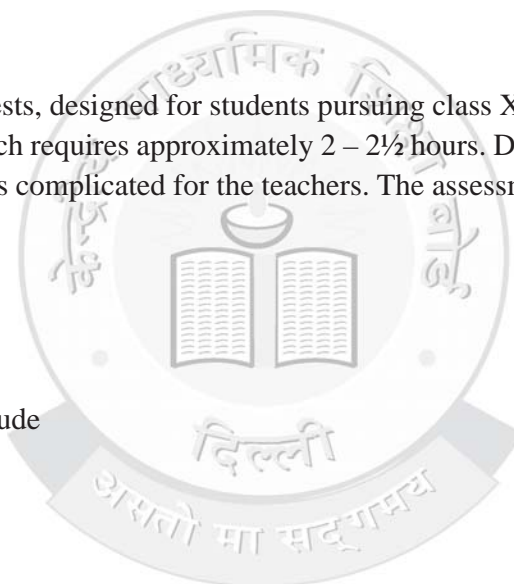 केन्द्रीय माध्यमिक शिक्षा बोर्ड
ests, designed for students pursuing class X
ch requires approximately 2 – 2½ hours. D
s complicated for the teachers. The assessm
ude
दिल्ली
असतो मा सद्गमय